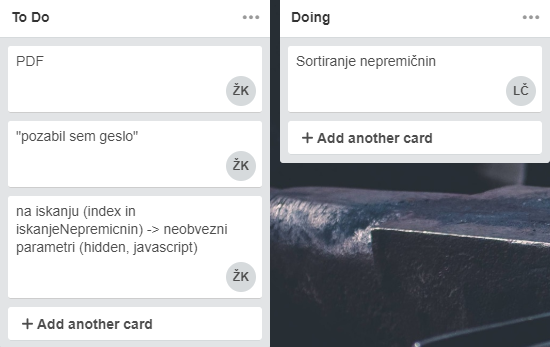 To Do
PDF
ŽK
"pozabil sem geslo"
ŽK
na iskanju (index in
iskanjeNepremicnin) -> neobvezni
parametri (hidden, javascript)
ŽK
+ Add another card
Doing
Sortiranje nepremičnin
LČ
+ Add another card